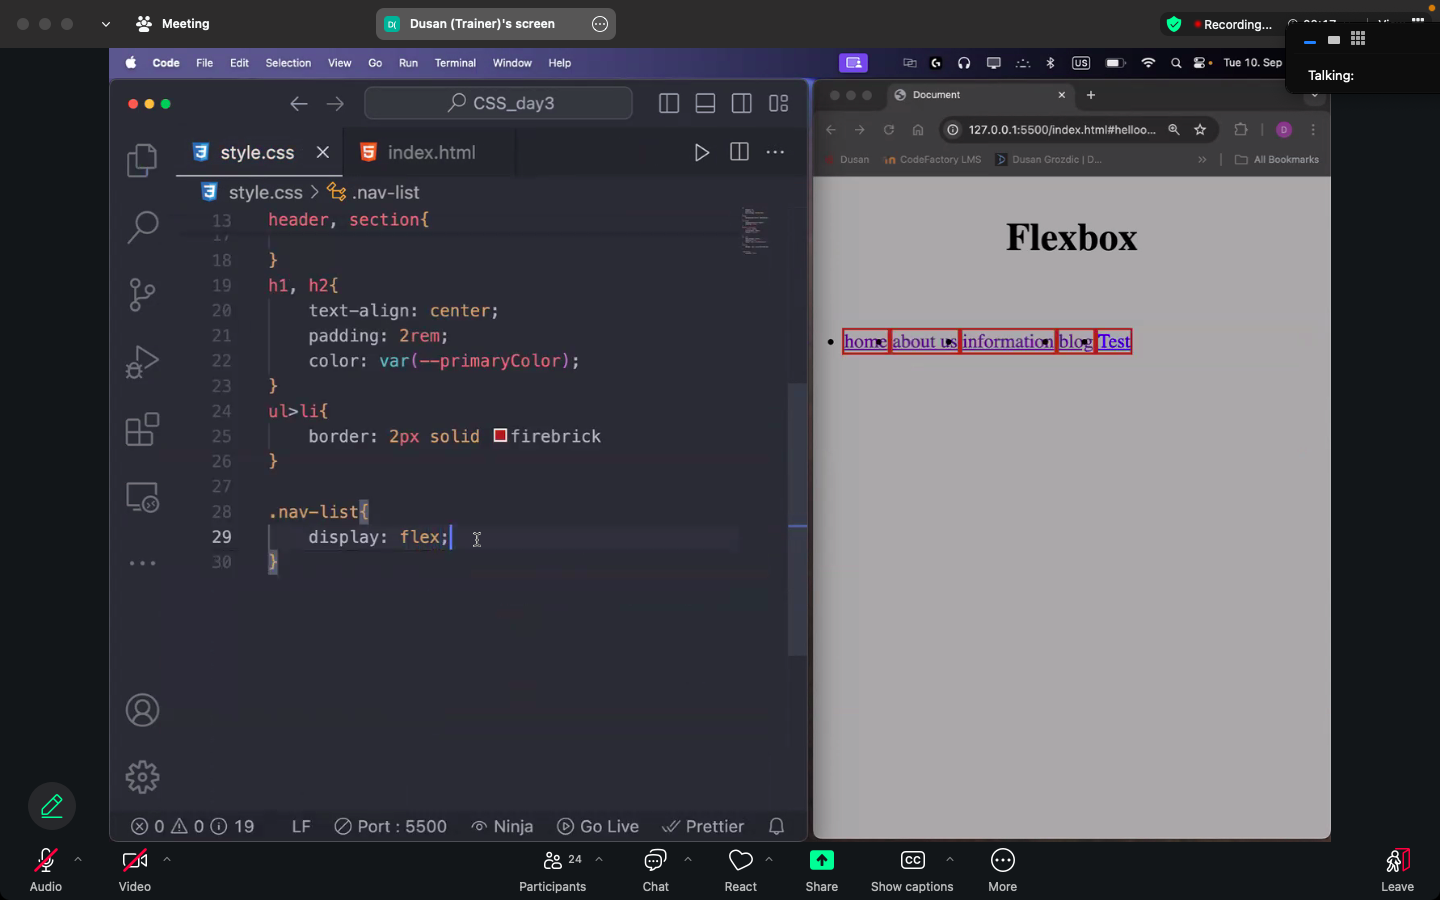 Meeting
Dusan (Trainer)'s screen
Recording...
Talking:
Code File Edit Selection View Go Run Terminal Window Help
US
Tue 10. Sep
CSS_day3
style.css
index.html
style.css > .nav-list
13 header, section{
17
18 }
19 h1, h2{
20 text-align: center;
21 padding: 2rem;
22 color: var(--primaryColor);
23 }
24 ul>li{
25 border: 2px solid firebrick
26 }
27
28 .nav-list{
29 display: flex;
30 }
0 0 19 LF Port : 5500 Ninja Go Live Prettier
Document
127.0.0.1:5500/index.html#helloo...
D
Dusan CodeFactory LMS Dusan Grozdic | D... » All Bookmarks
Flexbox
home about us information blog Test
Audio
Video
24
Participants
Chat
React
Share
CC
Show captions
More
Leave